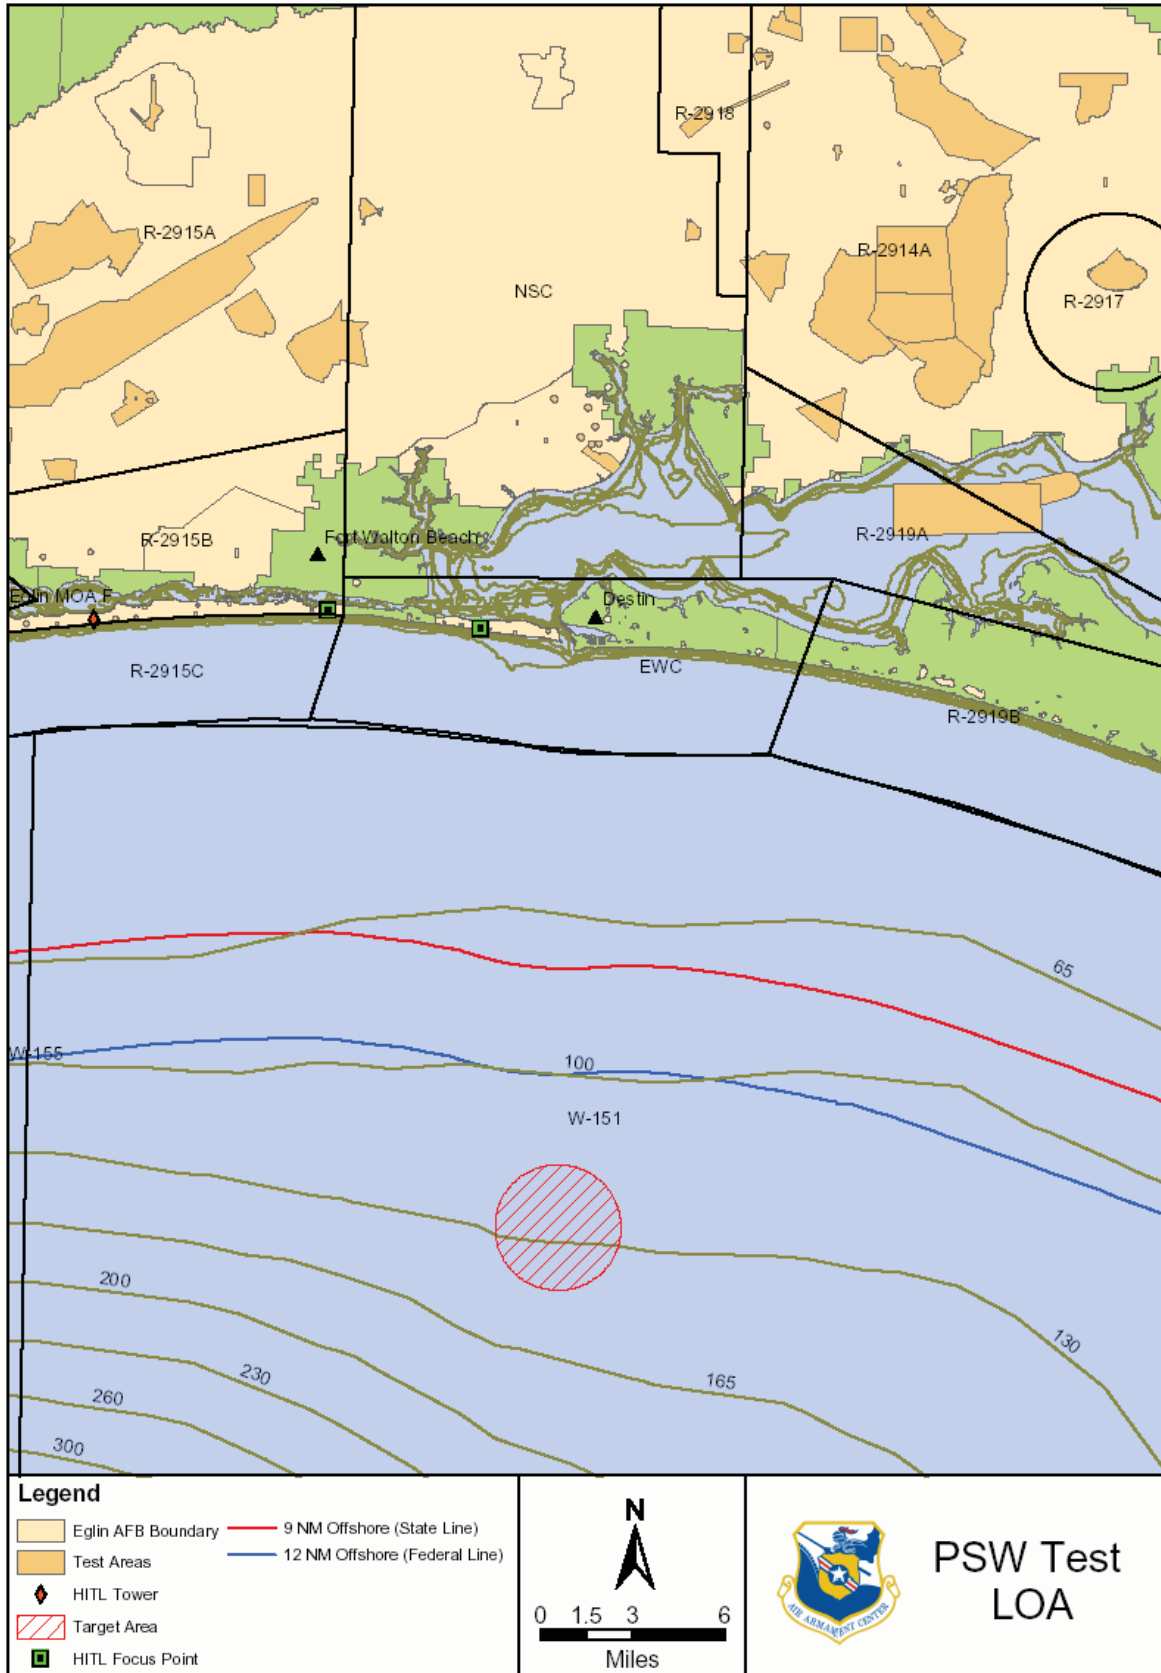 R-2918
R-2915A
R-2914A
NSC
R-2917
R-2915B
Fort Walton Beach
R-2919A
Eglin MOA F
Destin
R-2915C
EWC
R-2919B
65
W-155
100
W-151
200
130
230
165
260
300
Legend
Eglin AFB Boundary
Test Areas
HITL Tower
Target Area
HITL Focus Point
9 NM Offshore (State Line)
12 NM Offshore (Federal Line)
N
0 1.5 3 6
Miles
AIR ARMAMENT CENTER
PSW Test
LOA